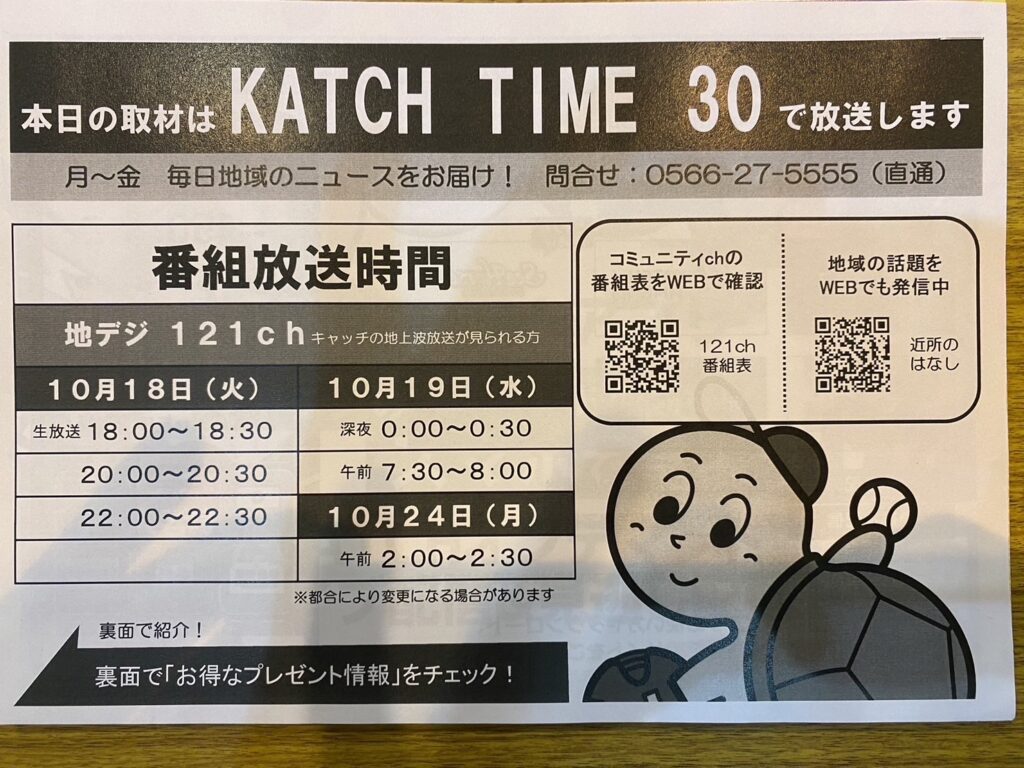 本日の取材は KATCH TIME 30 で放送します
月～金　毎日地域のニュースをお届け！　問合せ：0566-27-5555（直通）
番組放送時間
地デジ １２１ｃｈ キャッチの地上波放送が見られる方
１０月１８日（火）
生放送 １８：００～１８：３０
２０：００～２０：３０
２２：００～２２：３０
１０月１９日（水）
深夜 ０：００～０：３０
午前 ７：３０～８：００
１０月２４日（月）
午前 ２：００～２：３０
※都合により変更になる場合があります
コミュニティchの
番組表をWEBで確認
121ch
番組表
地域の話題を
WEBでも発信中
近所の
はなし
裏面で紹介！
裏面で「お得なプレゼント情報」をチェック！